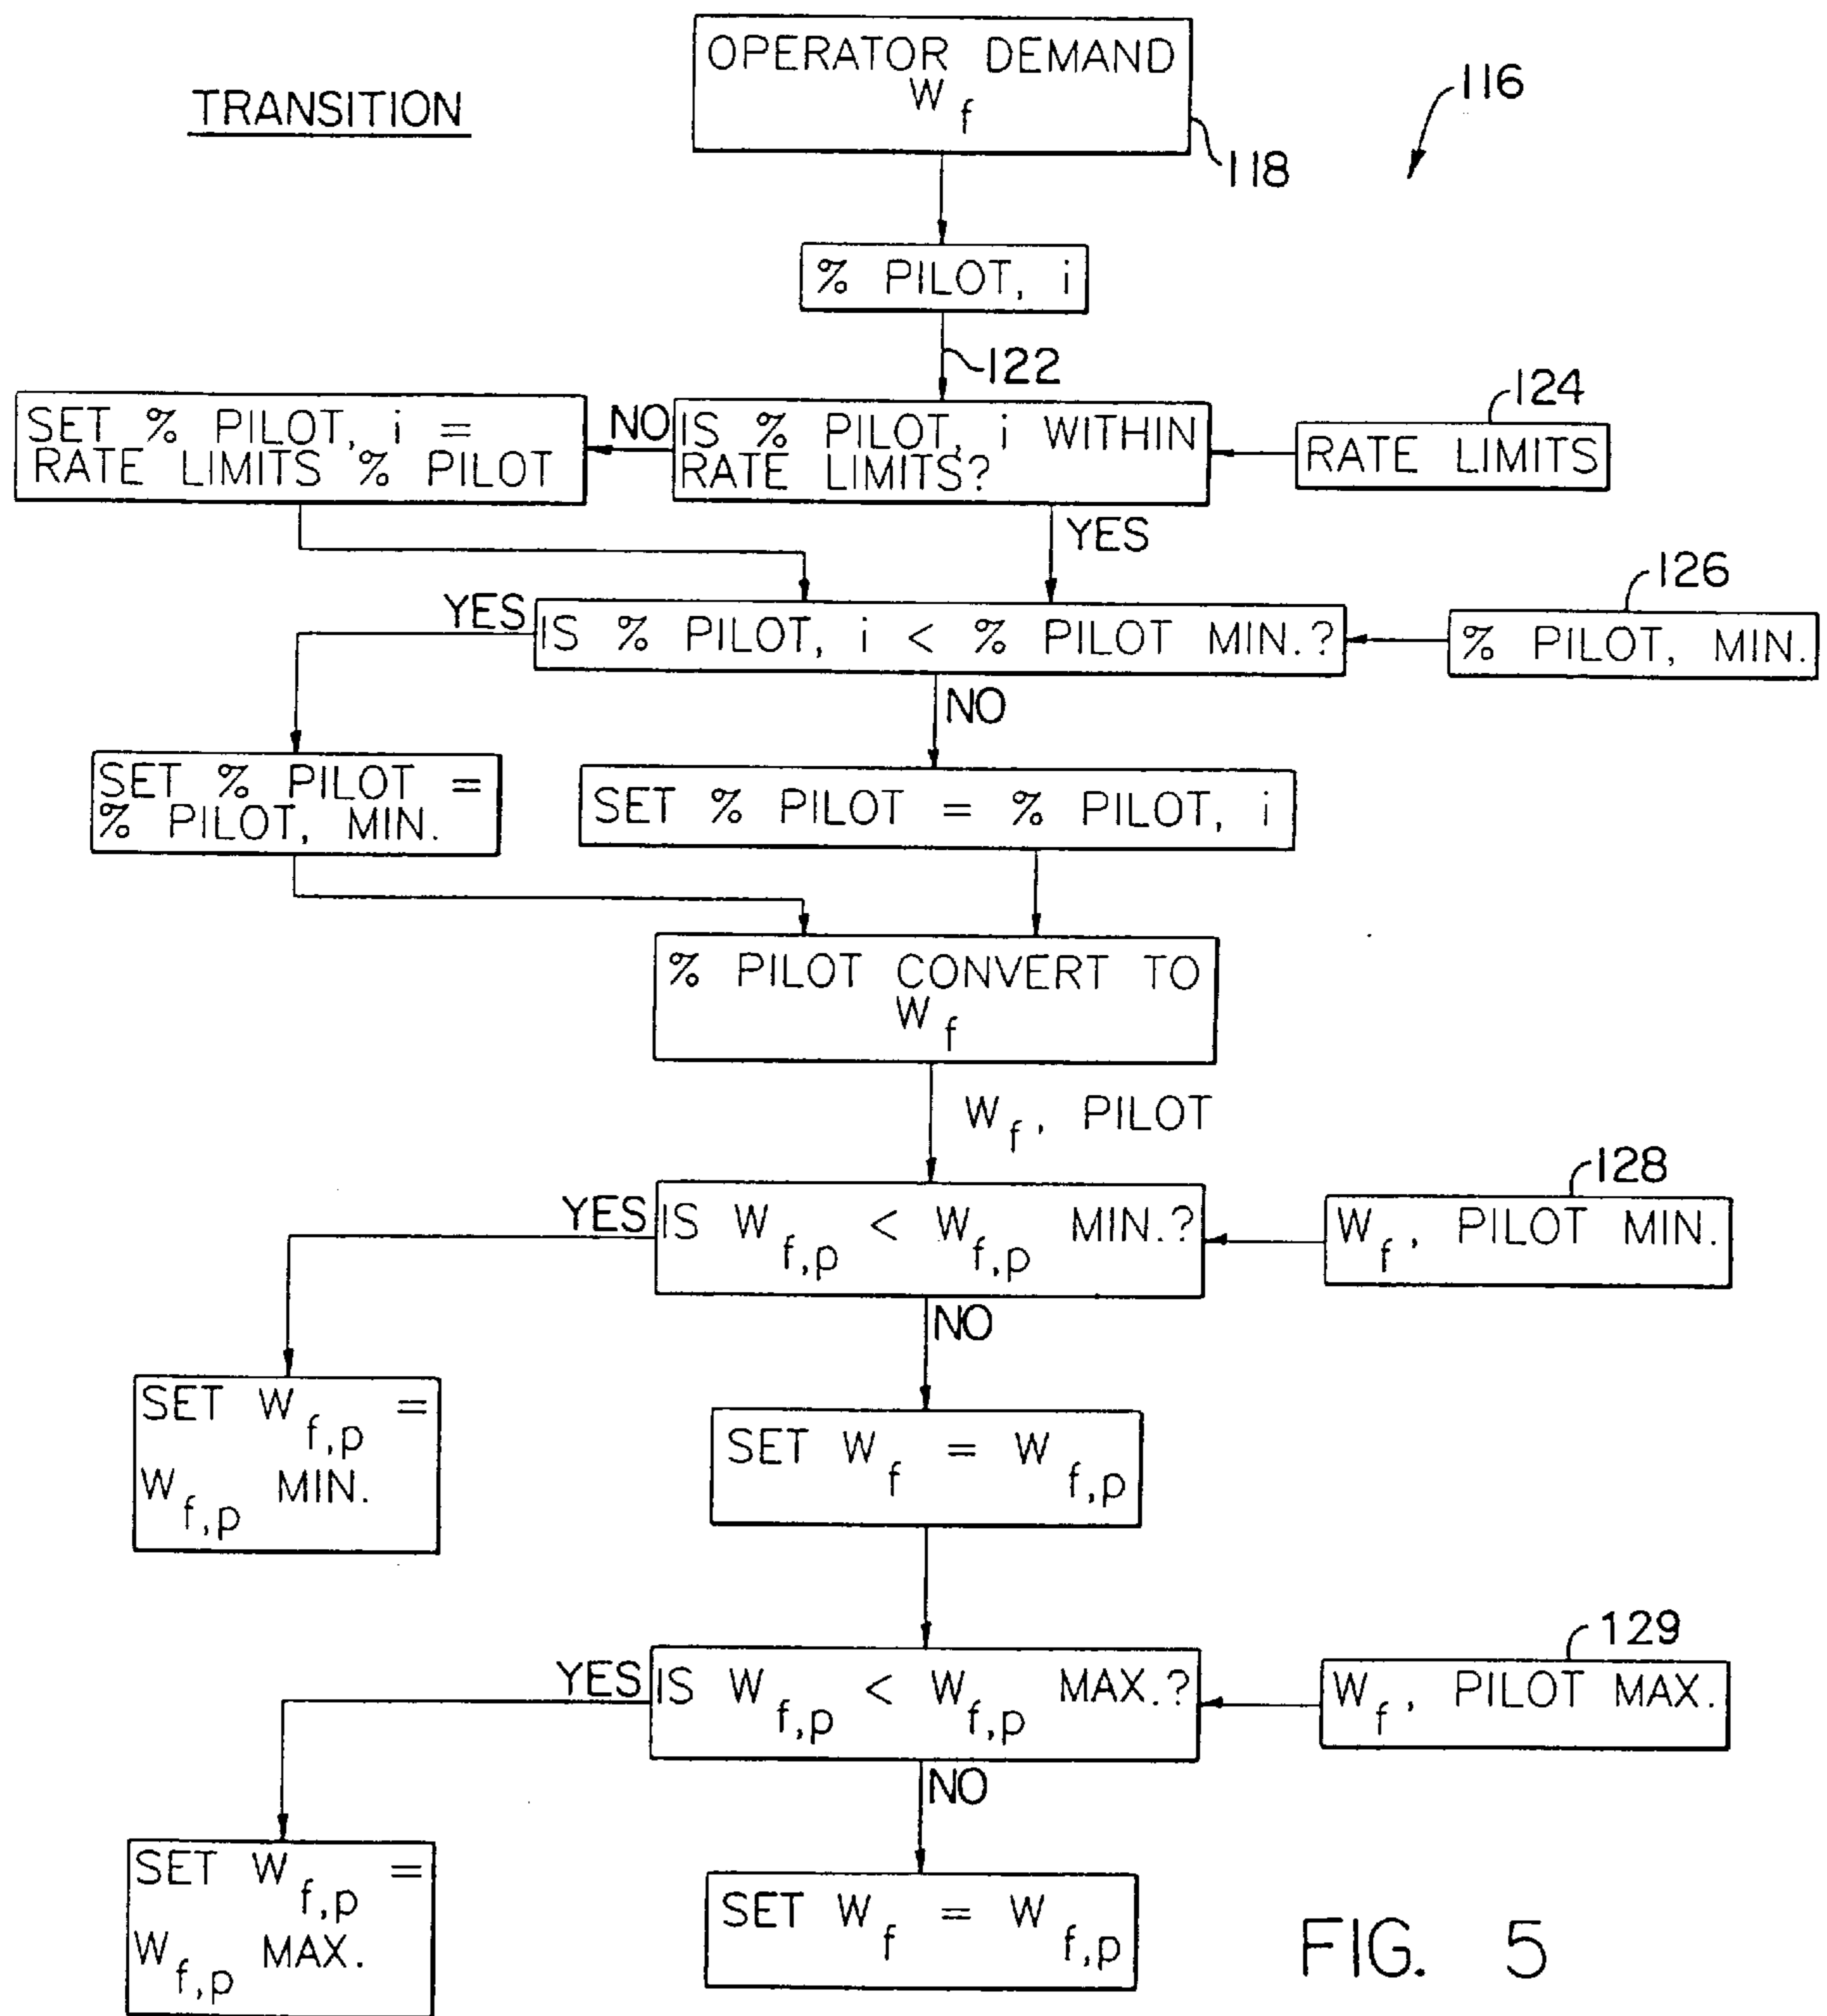 OPERATOR DEMAND
W f
TRANSITION
116
118
% PILOT, i
122
124
SET % PILOT, i =
RATE LIMITS % PILOT
NO
IS % PILOT, i WITHIN
RATE LIMITS?
RATE LIMITS
YES
126
YES
IS % PILOT, i < % PILOT MIN.?
% PILOT, MIN.
NO
SET % PILOT =
% PILOT, MIN.
SET % PILOT = % PILOT, i
% PILOT CONVERT TO
W f
W f, PILOT
128
YES
IS W f,p < W f,p MIN.?
W f, PILOT MIN.
NO
SET W f,p =
W f,p MIN.
SET W f = W f,p
129
YES
IS W f,p < W f,p MAX.?
W f, PILOT MAX.
NO
SET W f,p =
W f,p MAX.
SET W f = W f,p
FIG. 5